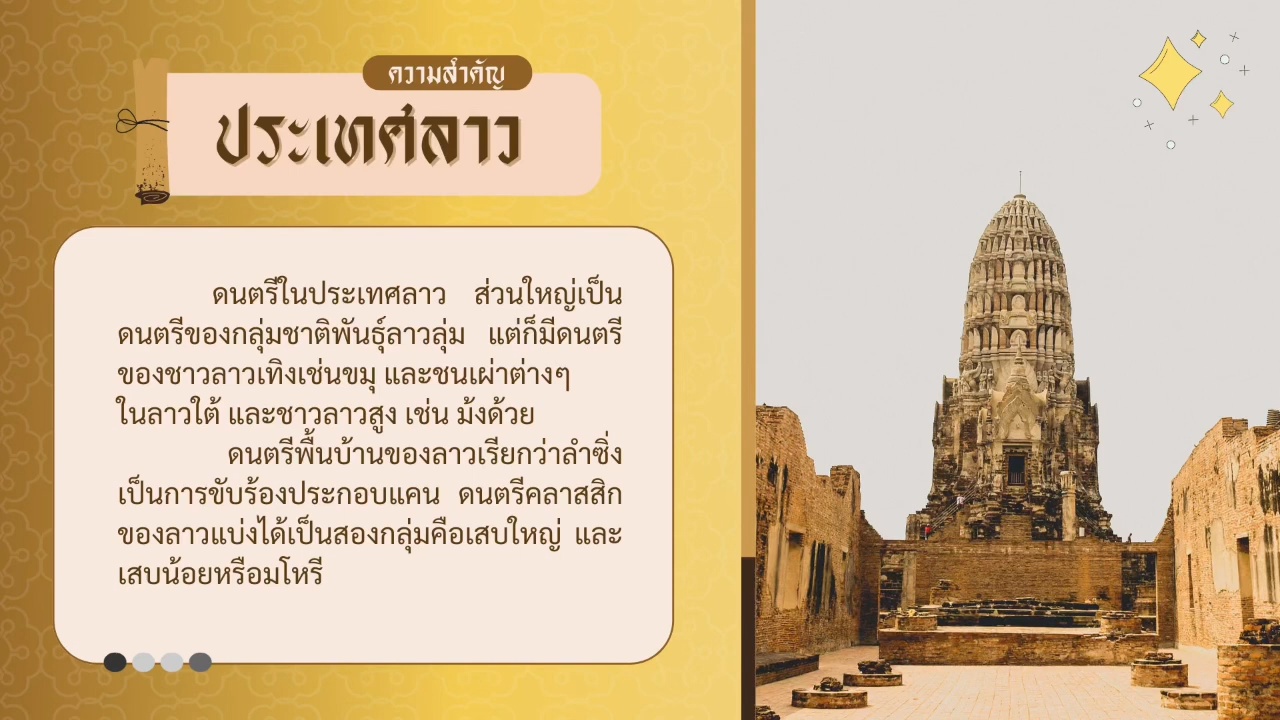 ความสำคัญ
ประเทศลาว
ดนตรีในประเทศลาว ส่วนใหญ่เป็น
ดนตรีของกลุ่มชาติพันธุ์ลาวลุ่ม แต่ก็มีดนตรี
ของชาวลาวเทิงเช่นขมุ และชนเผ่าต่างๆ
ในลาวใต้ และชาวลาวสูง เช่น ม้งด้วย
ดนตรีพื้นบ้านของลาวเรียกว่าลำซิ่ง
เป็นการขับร้องประกอบแคน ดนตรีคลาสสิก
ของลาวแบ่งได้เป็นสองกลุ่มคือเสบใหญ่ และ
เสบน้อยหรือมโหรี